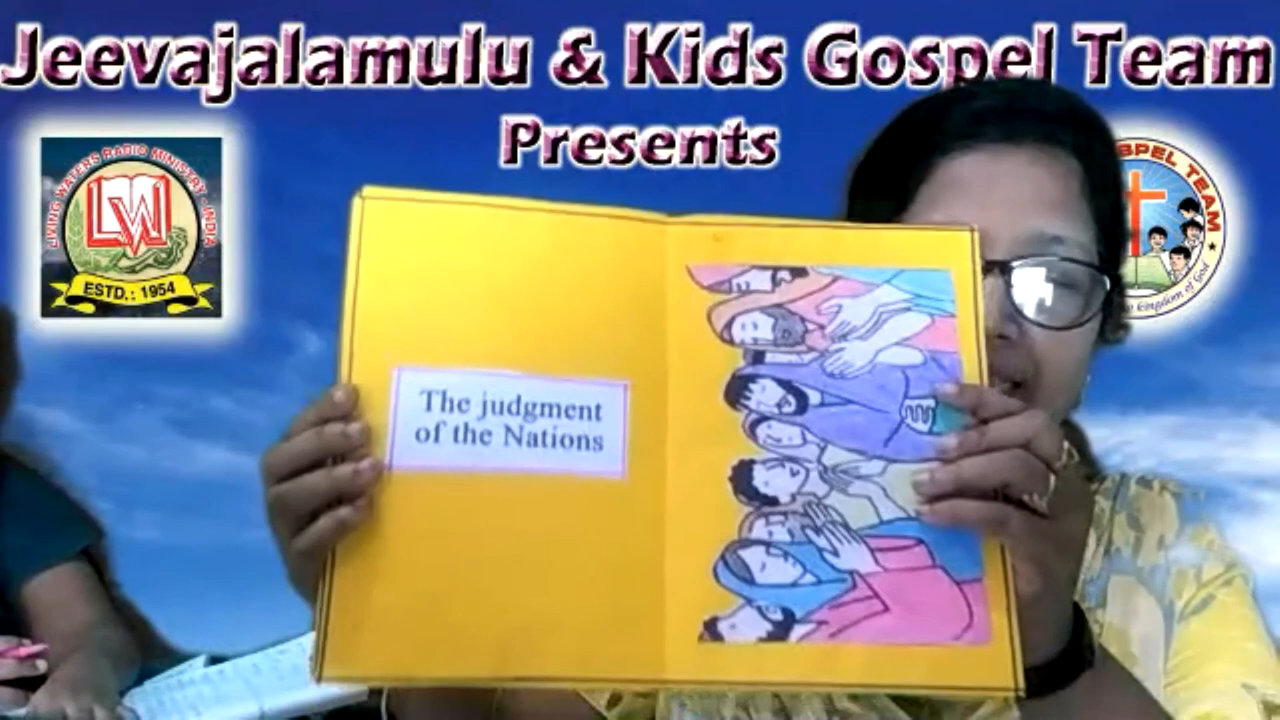 Jeevajalamulu & Kids Gospel Team
Presents
LIVING WATERS RADIO MINISTRY - INDIA
LW
ESTD.: 1954
SPEL TEAM
Kingdom of God
The judgment
of the Nations